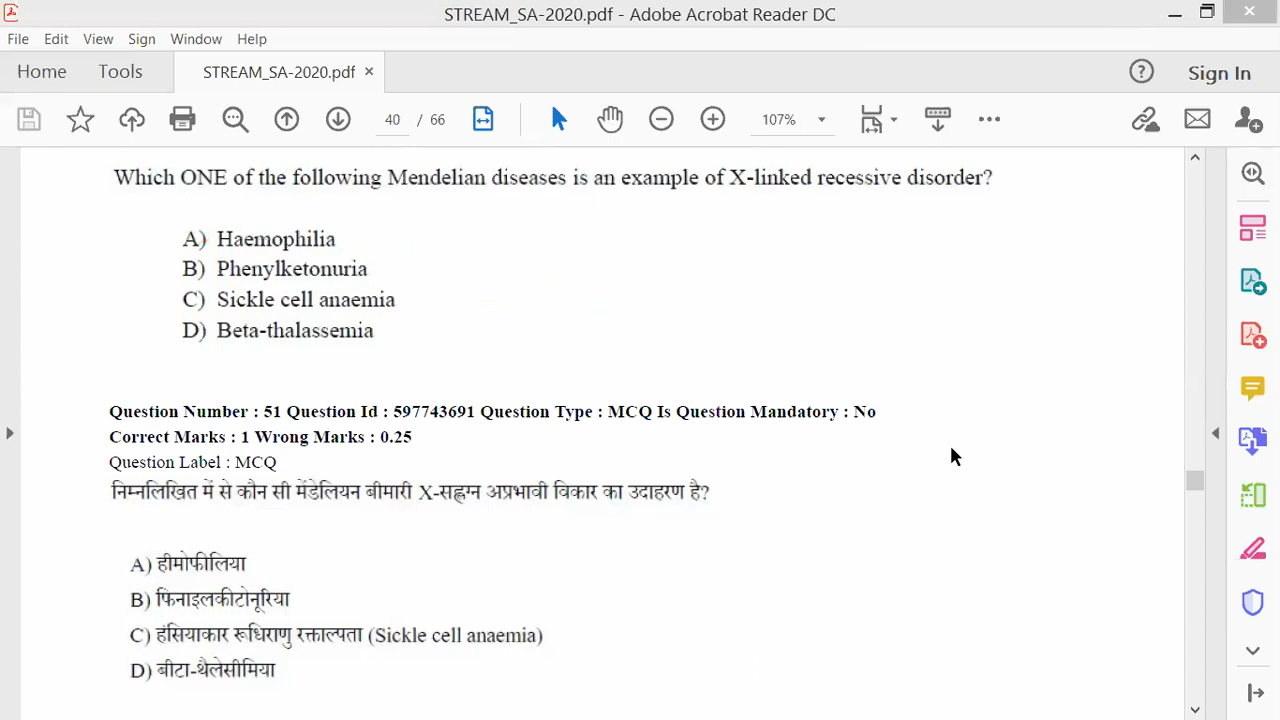 STREAM_SA-2020.pdf - Adobe Acrobat Reader DC
File Edit View Sign Window Help
Home Tools STREAM_SA-2020.pdf × Sign In
40 / 66 107%
Which ONE of the following Mendelian diseases is an example of X-linked recessive disorder?
A) Haemophilia
B) Phenylketonuria
C) Sickle cell anaemia
D) Beta-thalassemia
Question Number : 51 Question Id : 597743691 Question Type : MCQ Is Question Mandatory : No
Correct Marks : 1 Wrong Marks : 0.25
Question Label : MCQ
निम्नलिखित में से कौन सी मेंडेलियन बीमारी X-सह्लग्न अप्रभावी विकार का उदाहरण है?
A) हीमोफीलिया
B) फिनाइलकीटोनूरिया
C) हंसियाकार रूधिराणु रक्ताल्पता (Sickle cell anaemia)
D) बीटा-थैलेसीमिया